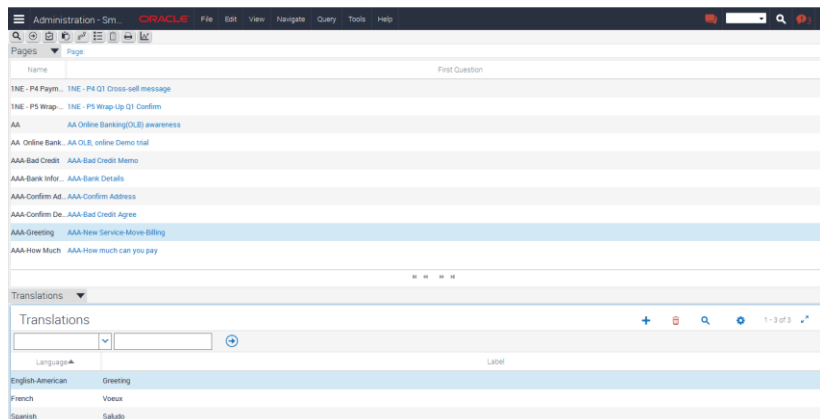 Administration - Sm... ORACLE File Edit View Navigate Query Tools Help
Pages Page:
Name First Question
1NE - P4 Paym... 1NE - P4 Q1 Cross-sell message
1NE - P5 Wrap-... 1NE - P5 Wrap-Up Q1 Confirm
AA AA Online Banking(OLB) awareness
AA Online Bank... AA OLB, online Demo trial
AAA-Bad Credit AAA-Bad Credit Memo
AAA-Bank Infor... AAA-Bank Details
AAA-Confirm Ad... AAA-Confirm Address
AAA-Confirm De... AAA-Bad Credit Agree
AAA-Greeting AAA-New Service-Move-Billing
AAA-How Much AAA-How much can you pay
Translations
Translations 1 - 3 of 3
Language Label
English-American Greeting
French Voeux
Spanish Saludo